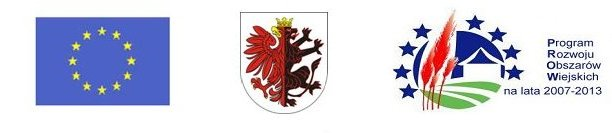 Program
Rozwoju
Obszarów
Wiejskich
na lata 2007-2013